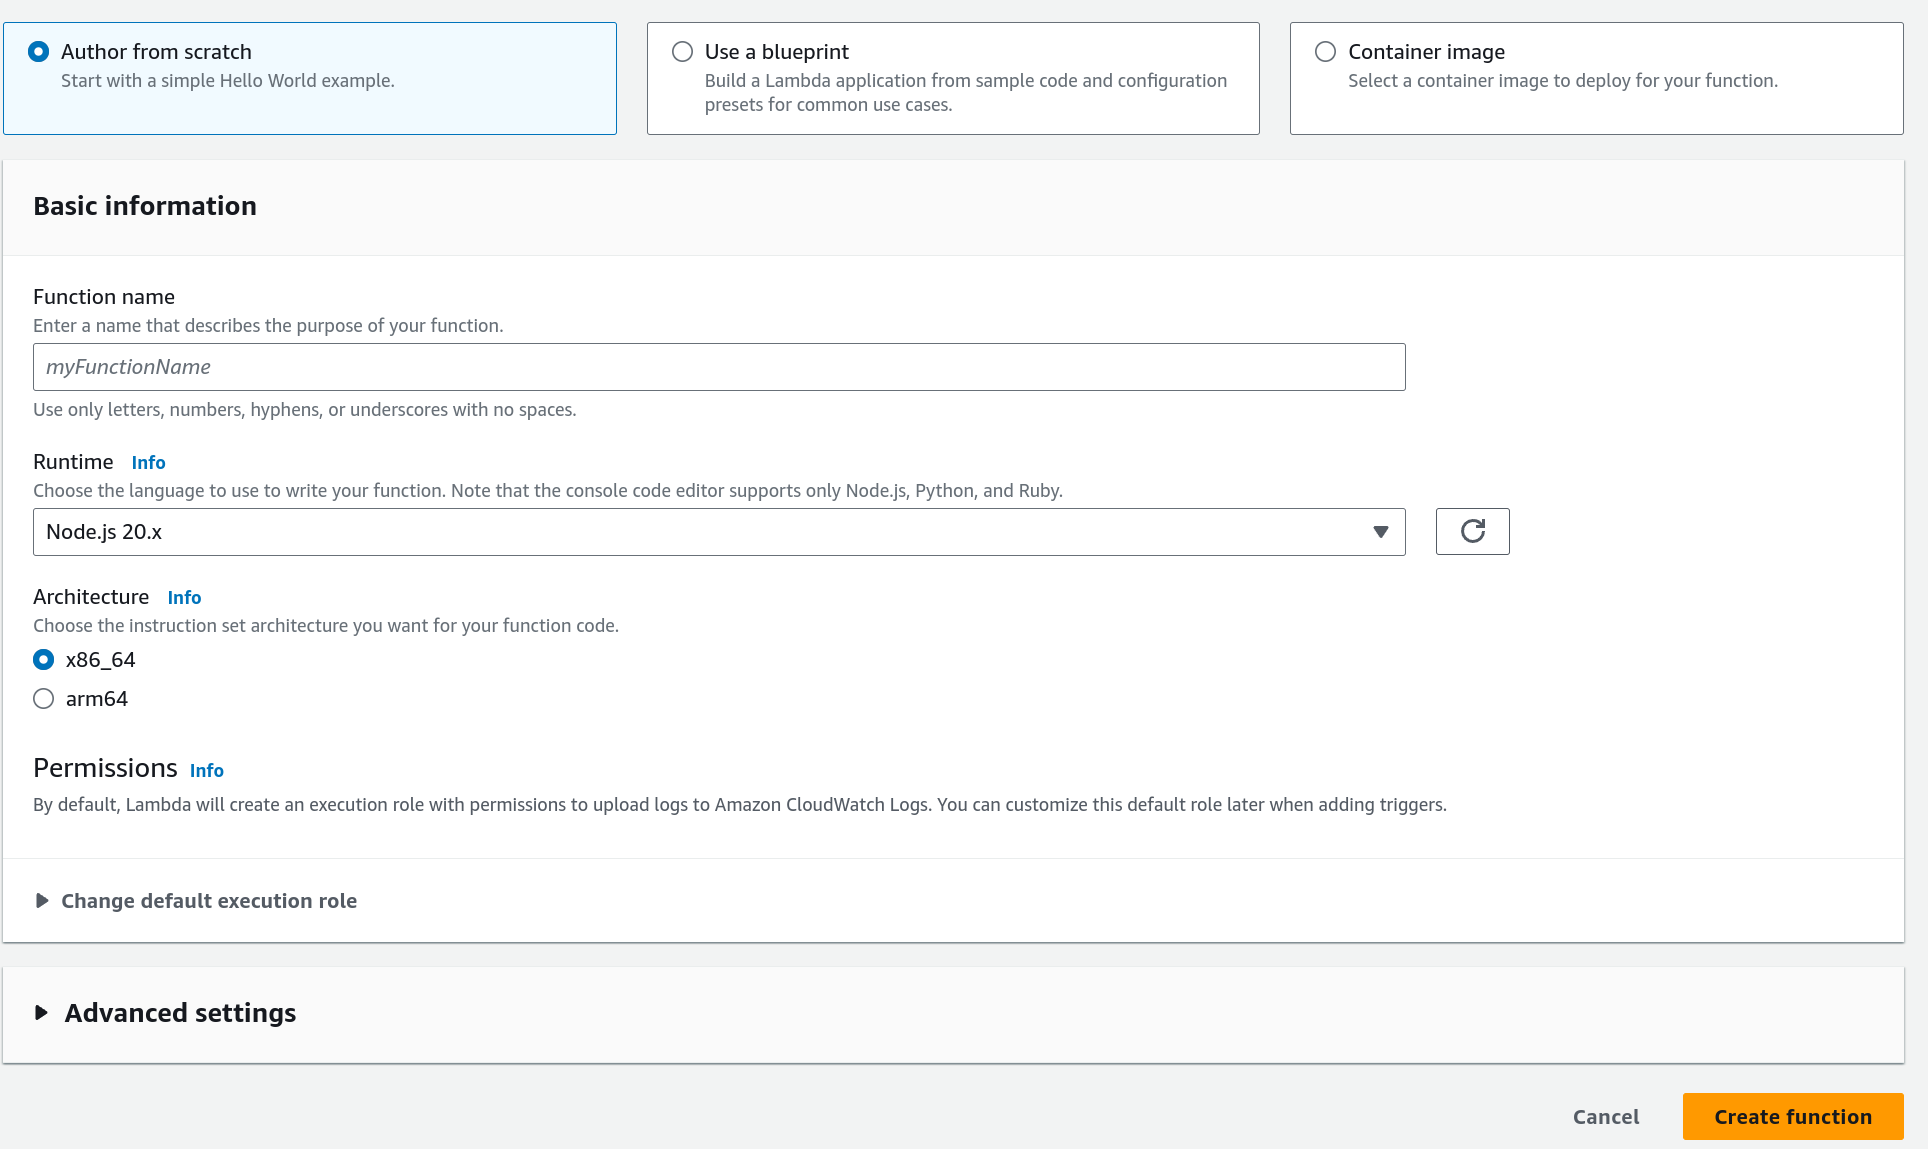 Author from scratch
Start with a simple Hello World example.
Use a blueprint
Build a Lambda application from sample code and configuration
presets for common use cases.
Container image
Select a container image to deploy for your function.
Basic information
Function name
Enter a name that describes the purpose of your function.
myFunctionName
Use only letters, numbers, hyphens, or underscores with no spaces.
Runtime Info
Choose the language to use to write your function. Note that the console code editor supports only Node.js, Python, and Ruby.
Node.js 20.x
Architecture Info
Choose the instruction set architecture you want for your function code.
x86_64
arm64
Permissions Info
By default, Lambda will create an execution role with permissions to upload logs to Amazon CloudWatch Logs. You can customize this default role later when adding triggers.
Change default execution role
Advanced settings
Cancel
Create function